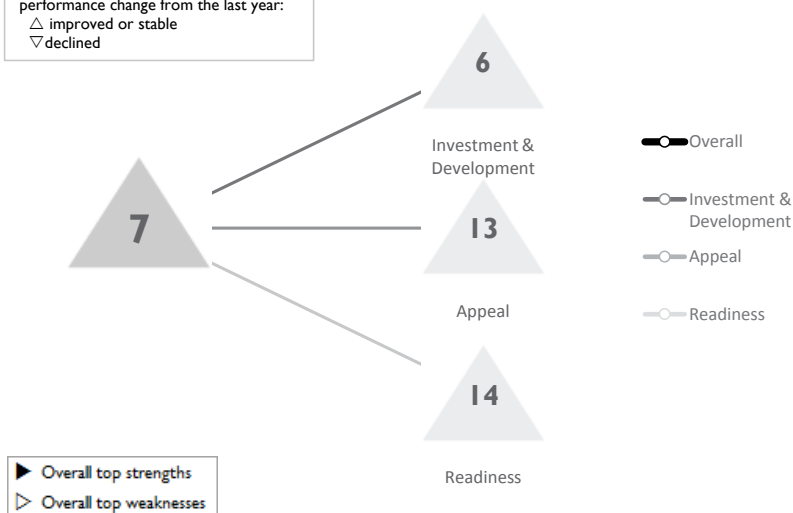 performance change from the last year:
△ improved or stable
▽ declined
6
Investment &
Development
7
13
Appeal
14
Readiness
Overall
Investment &
Development
Appeal
Readiness
▶ Overall top strengths
▷ Overall top weaknesses